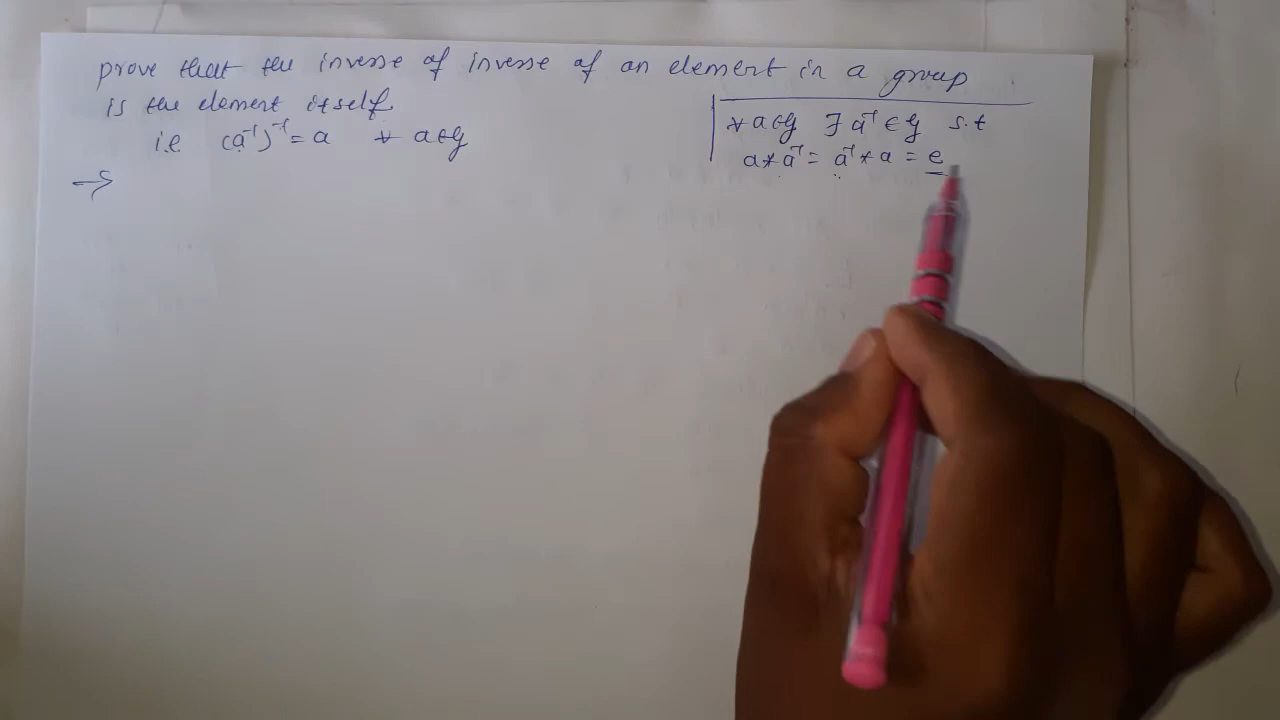 prove that the inverse of inverse of an element in a group
is the element itself
i.e (a⁻¹)⁻¹ = a ∀ a∈G
→
∀ a∈G ∃ a⁻¹ ∈ G s.t
a*a⁻¹ = a⁻¹*a = e